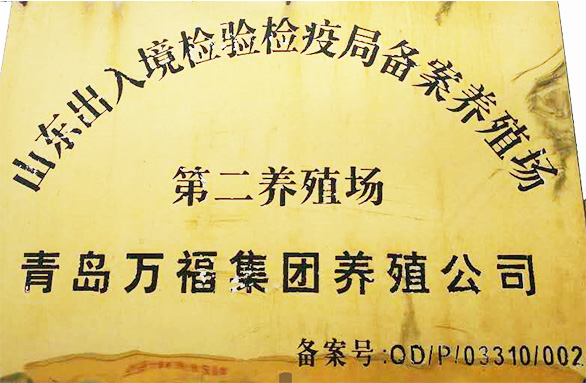 山东出入境检验检疫局备案养殖场
第二养殖场
青岛万福集团养殖公司
备案号:QD/P/03310/002